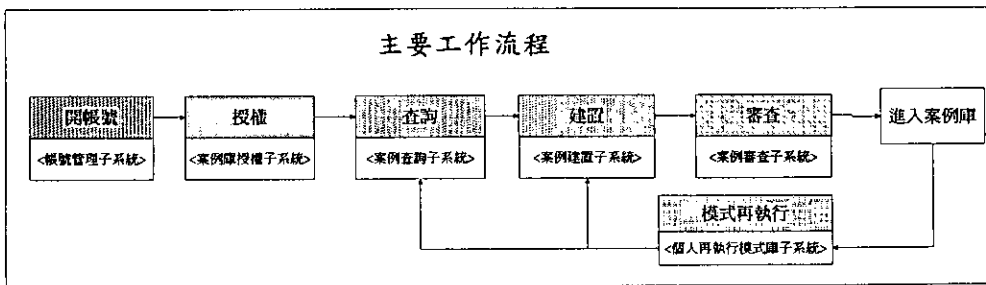 主要工作流程
開帳號
<帳號管理子系統>
授權
<案例庫授權子系統>
查詢
<案例查詢子系統>
建置
<案例建置子系統>
審查
<案例審查子系統>
進入案例庫
模式再執行
<個人再執行模式庫子系統>